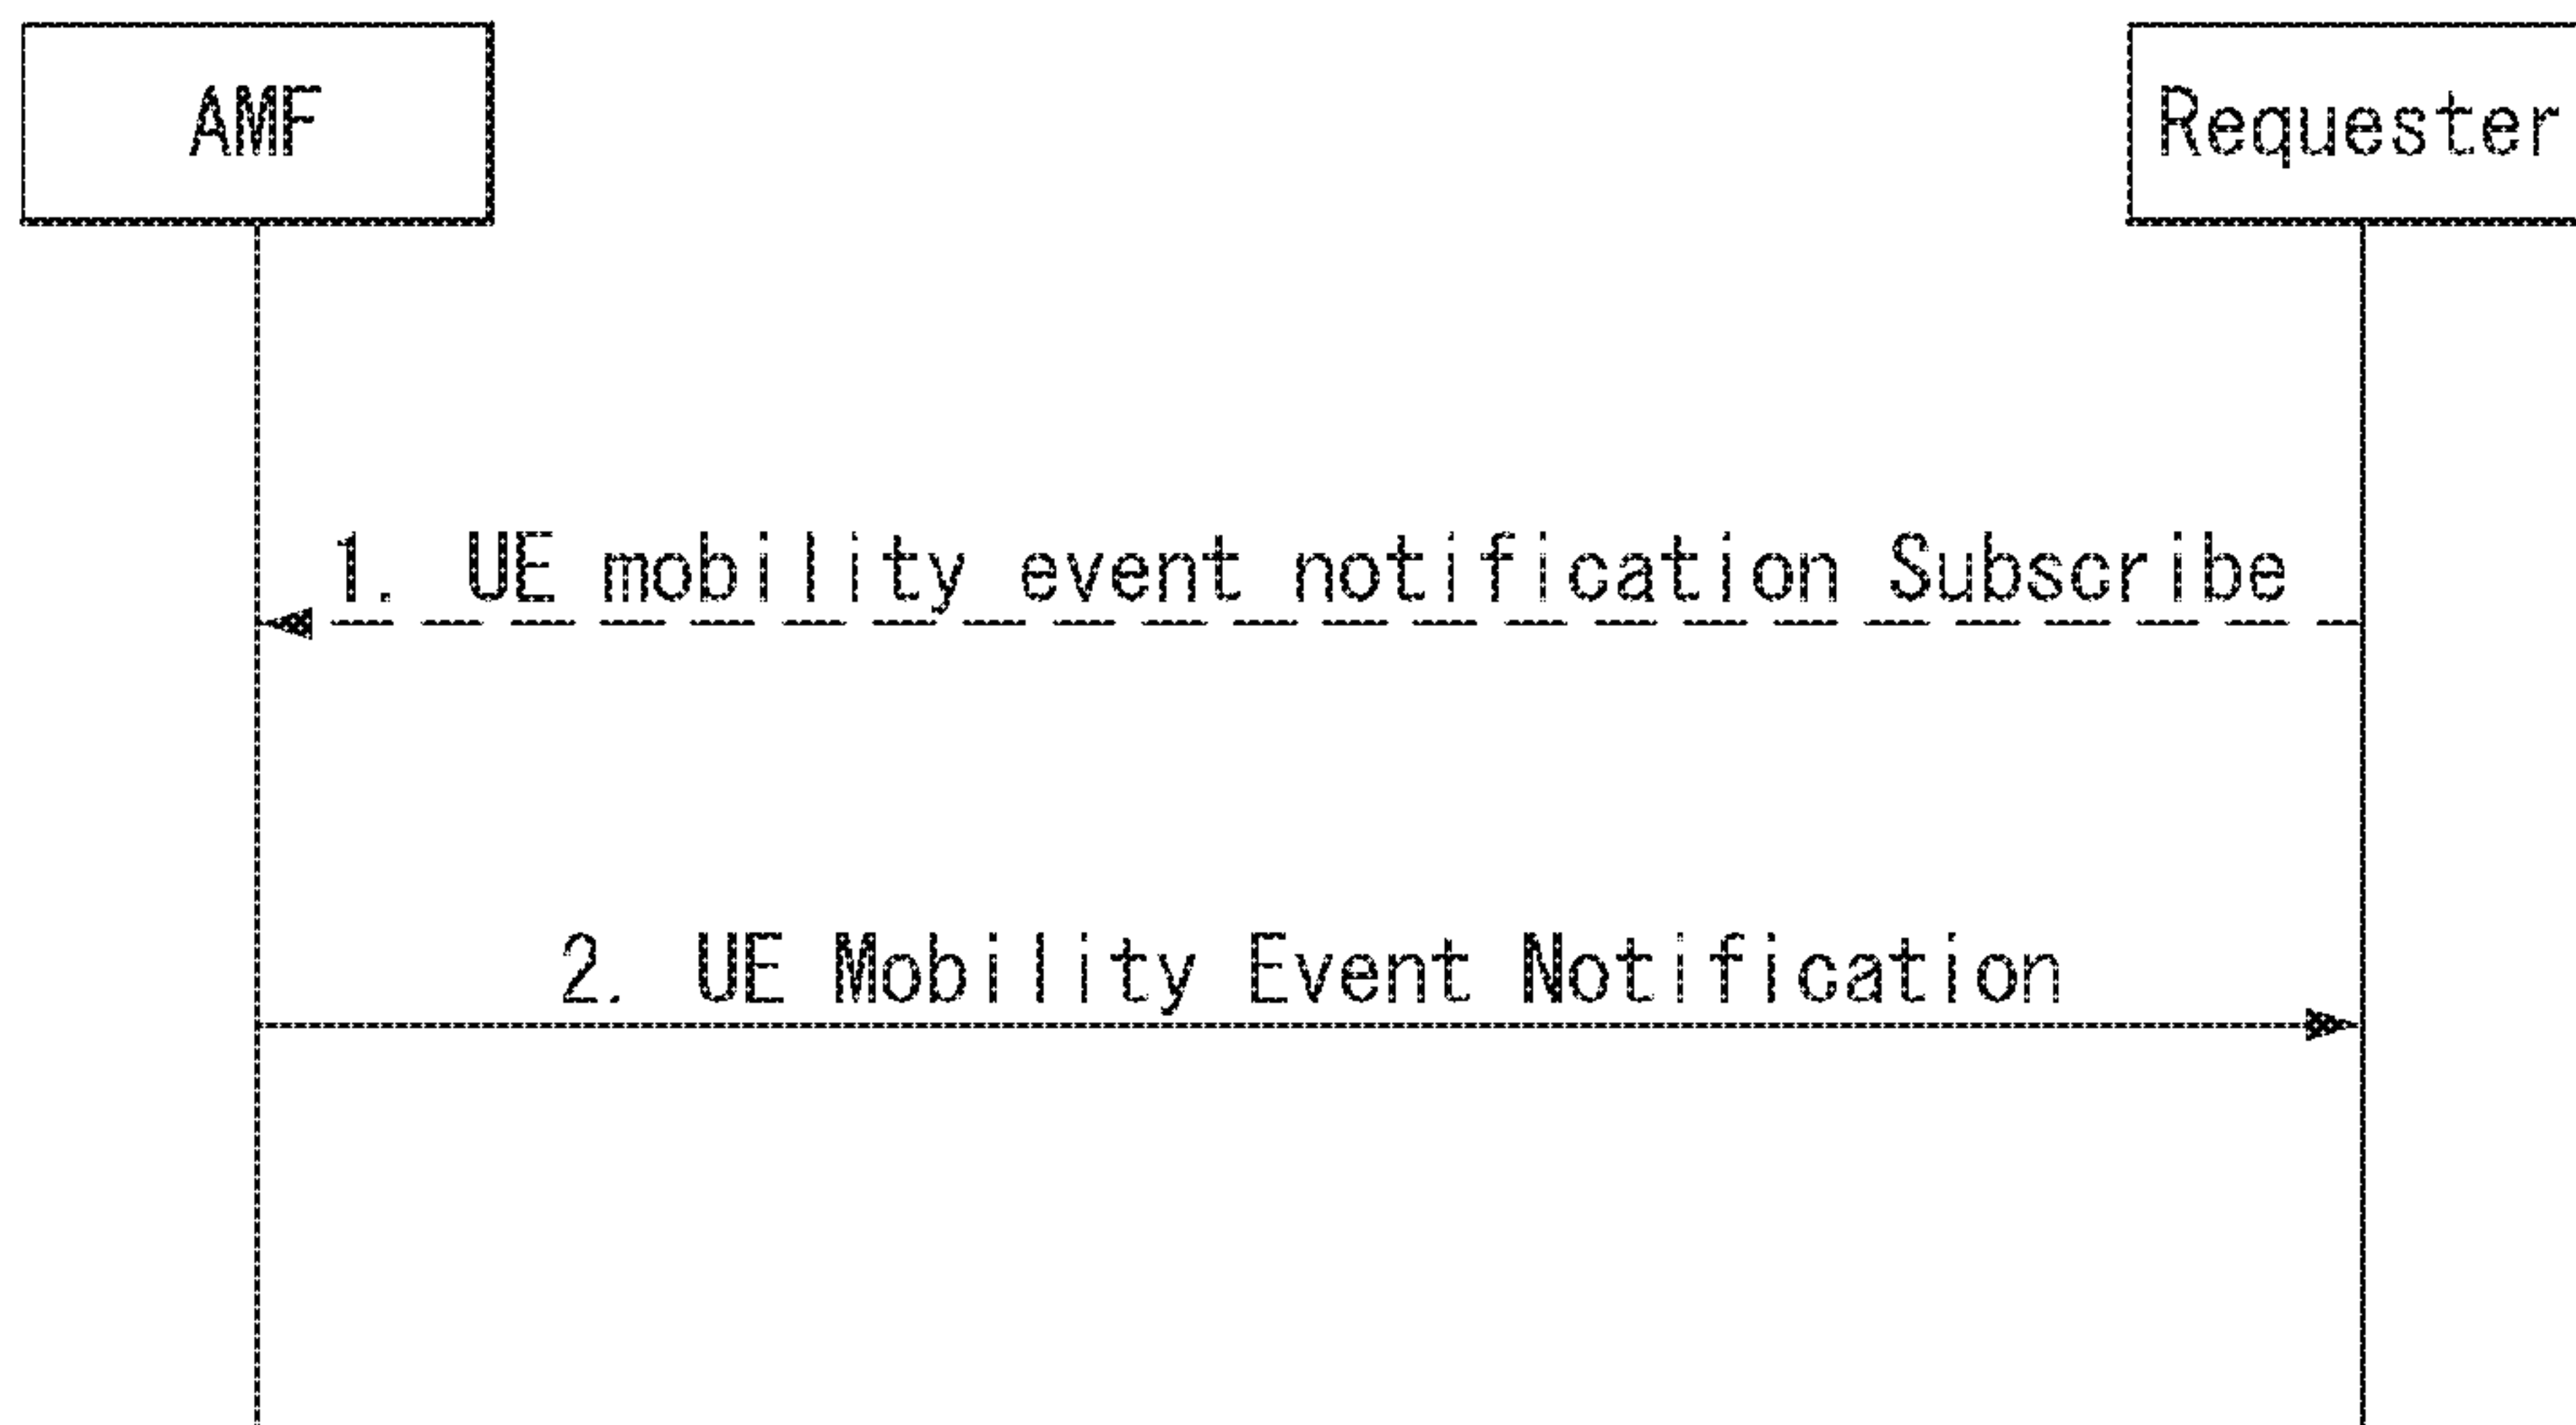 AMF
Requester
1. UE mobility event notification Subscribe
2. UE Mobility Event Notification